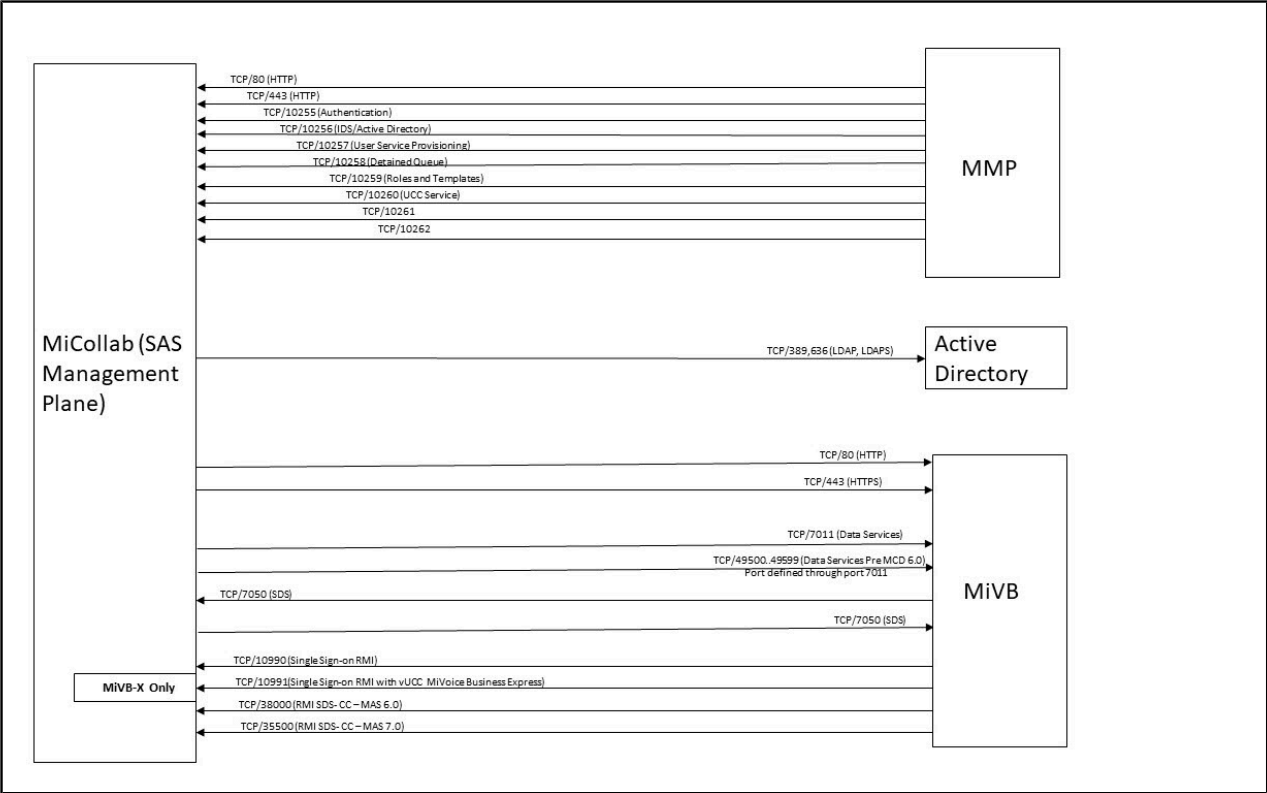 TCP/80 (HTTP)
TCP/443 (HTTP)
TCP/10255 (Authentication)
TCP/10256 (IDS/Active Directory)
TCP/10257 (User Service Provisioning)
TCP/10258 (Detained Queue)
TCP/10259 (Roles and Templates)
TCP/10260 (UCC Service)
TCP/10261
TCP/10262
MMP
MiCollab (SAS
Management
Plane)
TCP/389,636 (LDAP, LDAPS)
Active
Directory
TCP/80 (HTTP)
TCP/443 (HTTPS)
TCP/7011 (Data Services)
TCP/49500..49599 (Data Services Pre MCD 6.0)
Port defined through port 7011
TCP/7050 (SDS)
TCP/7050 (SDS)
MiVB
TCP/10990 (Single Sign-on RMI)
MiVB-X Only
TCP/10991(Single Sign-on RMI with vUCC MiVoice Business Express)
TCP/38000 (RMI SDS- CC – MAS 6.0)
TCP/35500 (RMI SDS- CC – MAS 7.0)